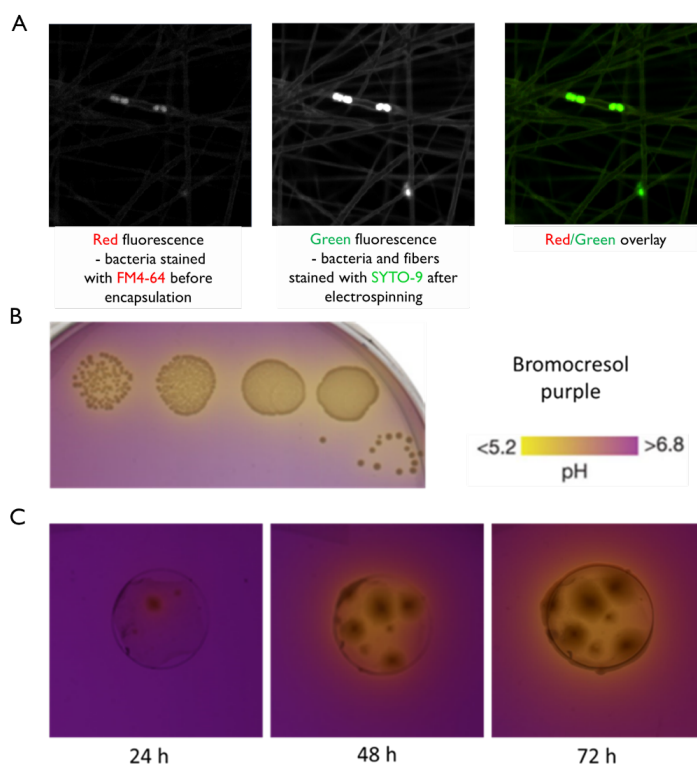 A
Red fluorescence
- bacteria stained
with FM4-64 before
encapsulation
Green fluorescence
- bacteria and fibers
stained with SYTO-9 after
electrospinning
Red/Green overlay
B
Bromocresol
purple
<5.2 >6.8
pH
C
24 h 48 h 72 h